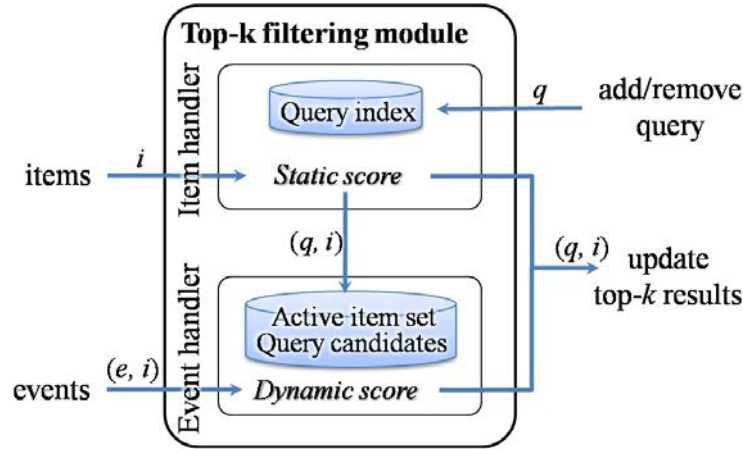 Top-k filtering module
Item handler
Query index
q
add/remove
query
items
i
Static score
(q, i)
(q, i)
update
top-k results
Event handler
Active item set
Query candidates
events
(e, i)
Dynamic score